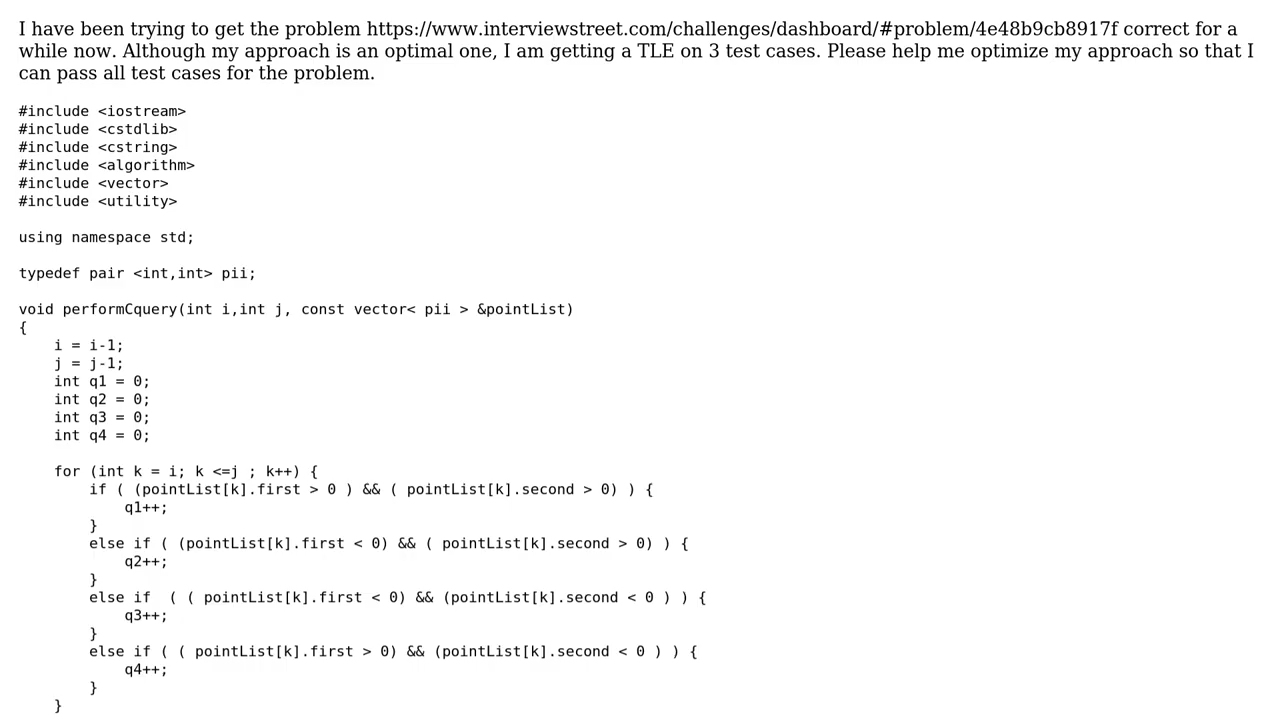 I have been trying to get the problem https://www.interviewstreet.com/challenges/dashboard/#problem/4e48b9cb8917f correct for a
while now. Although my approach is an optimal one, I am getting a TLE on 3 test cases. Please help me optimize my approach so that I
can pass all test cases for the problem.

#include <iostream>
#include <cstdlib>
#include <cstring>
#include <algorithm>
#include <vector>
#include <utility>

using namespace std;

typedef pair <int,int> pii;

void performCquery(int i,int j, const vector< pii > &pointList)
{
    i = i-1;
    j = j-1;
    int q1 = 0;
    int q2 = 0;
    int q3 = 0;
    int q4 = 0;

    for (int k = i; k <=j ; k++) {
        if ( (pointList[k].first > 0 ) && ( pointList[k].second > 0) ) {
            q1++;
        }
        else if ( (pointList[k].first < 0) && ( pointList[k].second > 0) ) {
            q2++;
        }
        else if  ( ( pointList[k].first < 0) && (pointList[k].second < 0 ) ) {
            q3++;
        }
        else if ( ( pointList[k].first > 0) && (pointList[k].second < 0 ) ) {
            q4++;
        }
    }